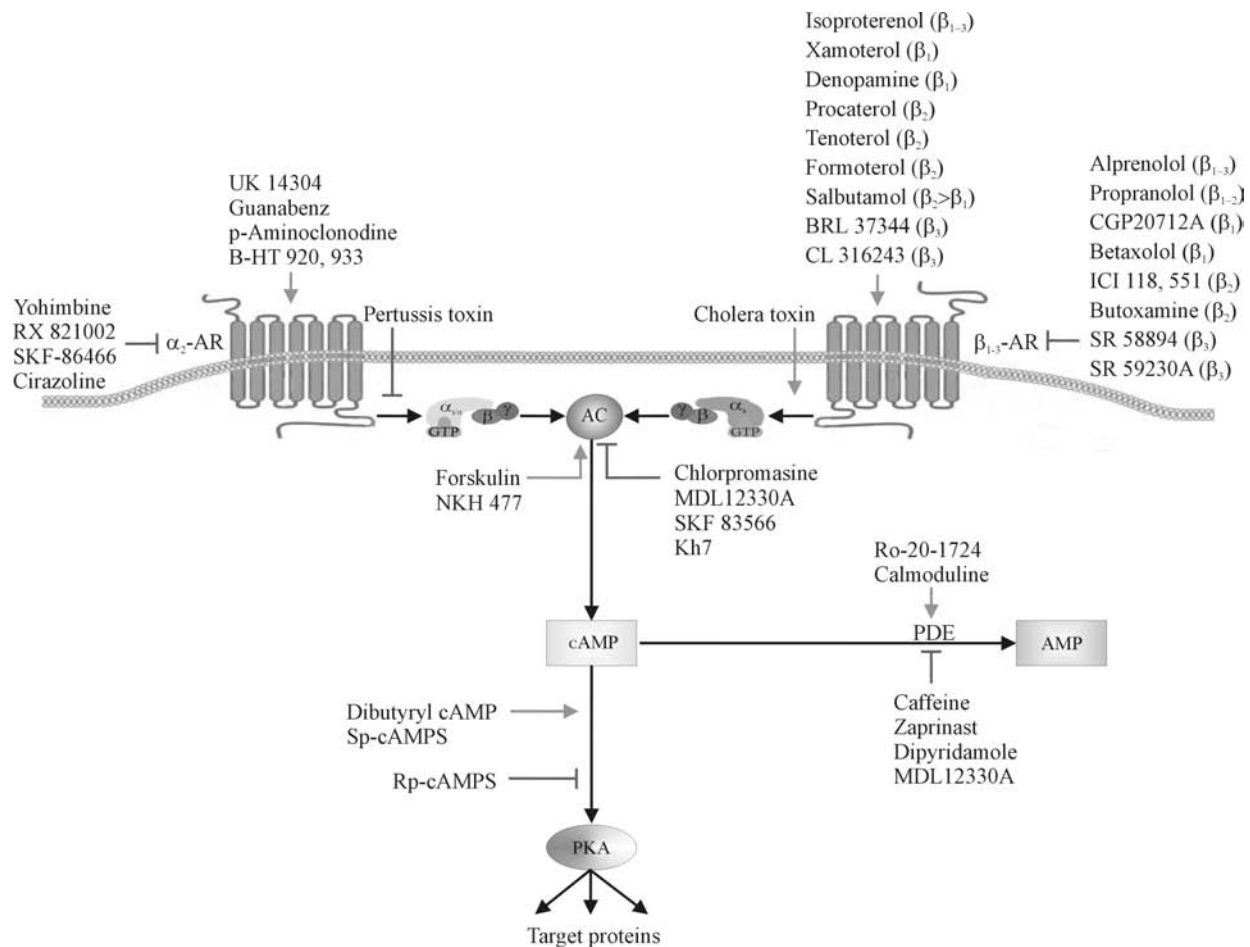 Isoproterenol (β₁₋₃)
Xamoterol (β₁)
Denopamine (β₁)
Procaterol (β₂)
Tenoterol (β₂)
Formoterol (β₂)
Salbutamol (β₂>β₁)
BRL 37344 (β₃)
CL 316243 (β₃)
Alprenolol (β₁₋₃)
Propranolol (β₁₋₂)
CGP20712A (β₁)
Betaxolol (β₁)
ICI 118, 551 (β₂)
Butoxamine (β₂)
SR 58894 (β₃)
SR 59230A (β₃)
UK 14304
Guanabenz
p-Aminoclonodine
B-HT 920, 933
Yohimbine
RX 821002
SKF-86466
Cirazoline
α₂-AR
Pertussis toxin
Cholera toxin
β₁₋₃-AR
α
β
γ
GTP
AC
γ
β
αₛ
GTP
Forskulin
NKH 477
Chlorpromasine
MDL12330A
SKF 83566
Kh7
Ro-20-1724
Calmoduline
cAMP
PDE
AMP
Caffeine
Zaprinast
Dipyridamole
MDL12330A
Dibutyryl cAMP
Sp-cAMPS
Rp-cAMPS
PKA
Target proteins